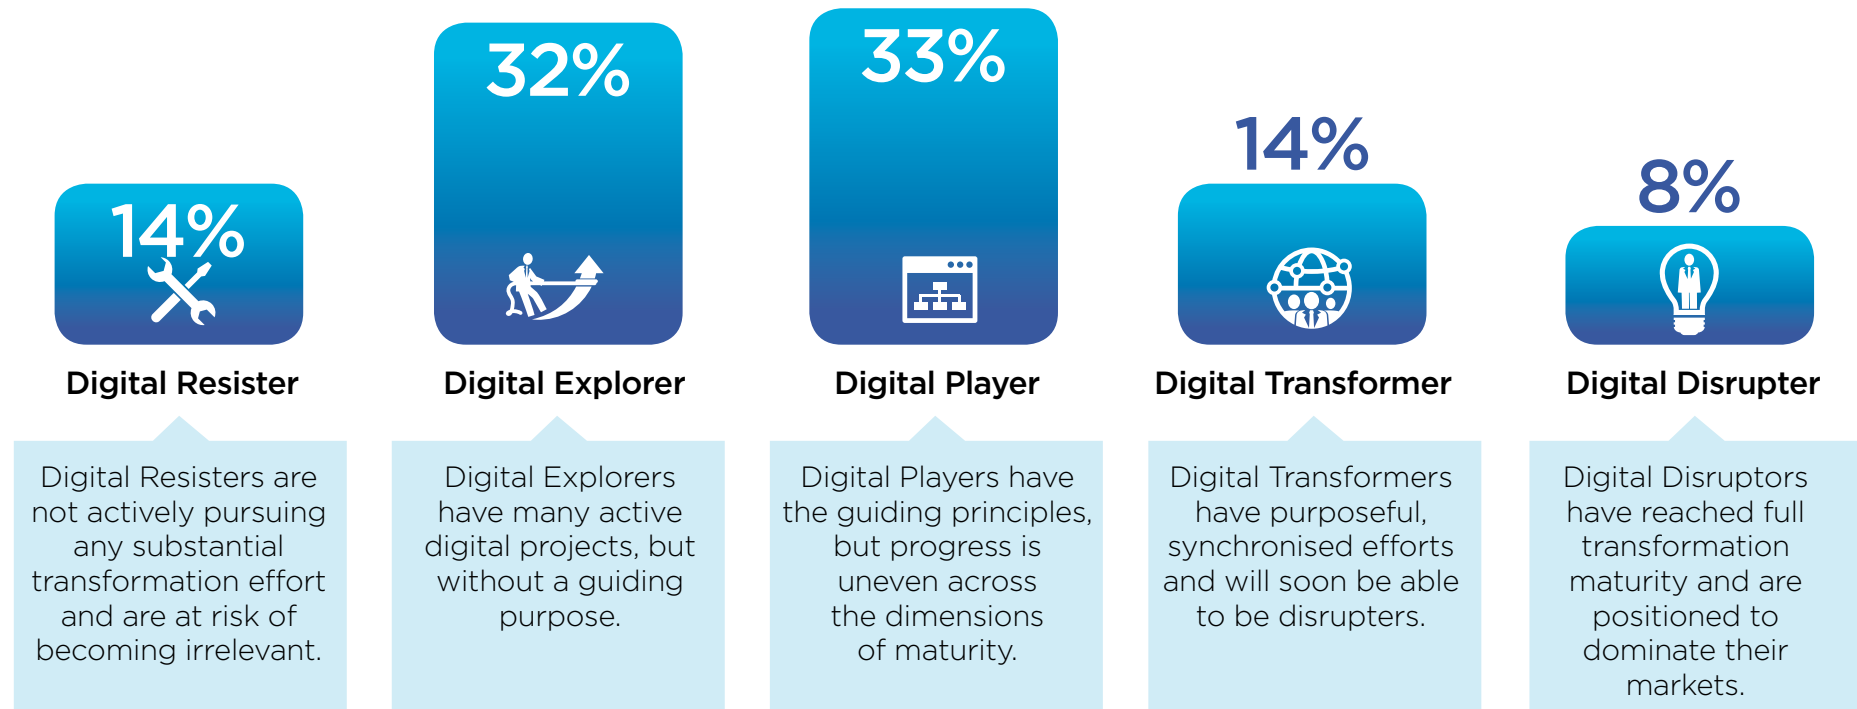 14%
32%
33%
14%
8%
Digital Resister
Digital Explorer
Digital Player
Digital Transformer
Digital Disrupter
Digital Resisters are
not actively pursuing
any substantial
transformation effort
and are at risk of
becoming irrelevant.
Digital Explorers
have many active
digital projects, but
without a guiding
purpose.
Digital Players have
the guiding principles,
but progress is
uneven across
the dimensions
of maturity.
Digital Transformers
have purposeful,
synchronised efforts
and will soon be able
to be disrupters.
Digital Disruptors
have reached full
transformation
maturity and are
positioned to
dominate their
markets.